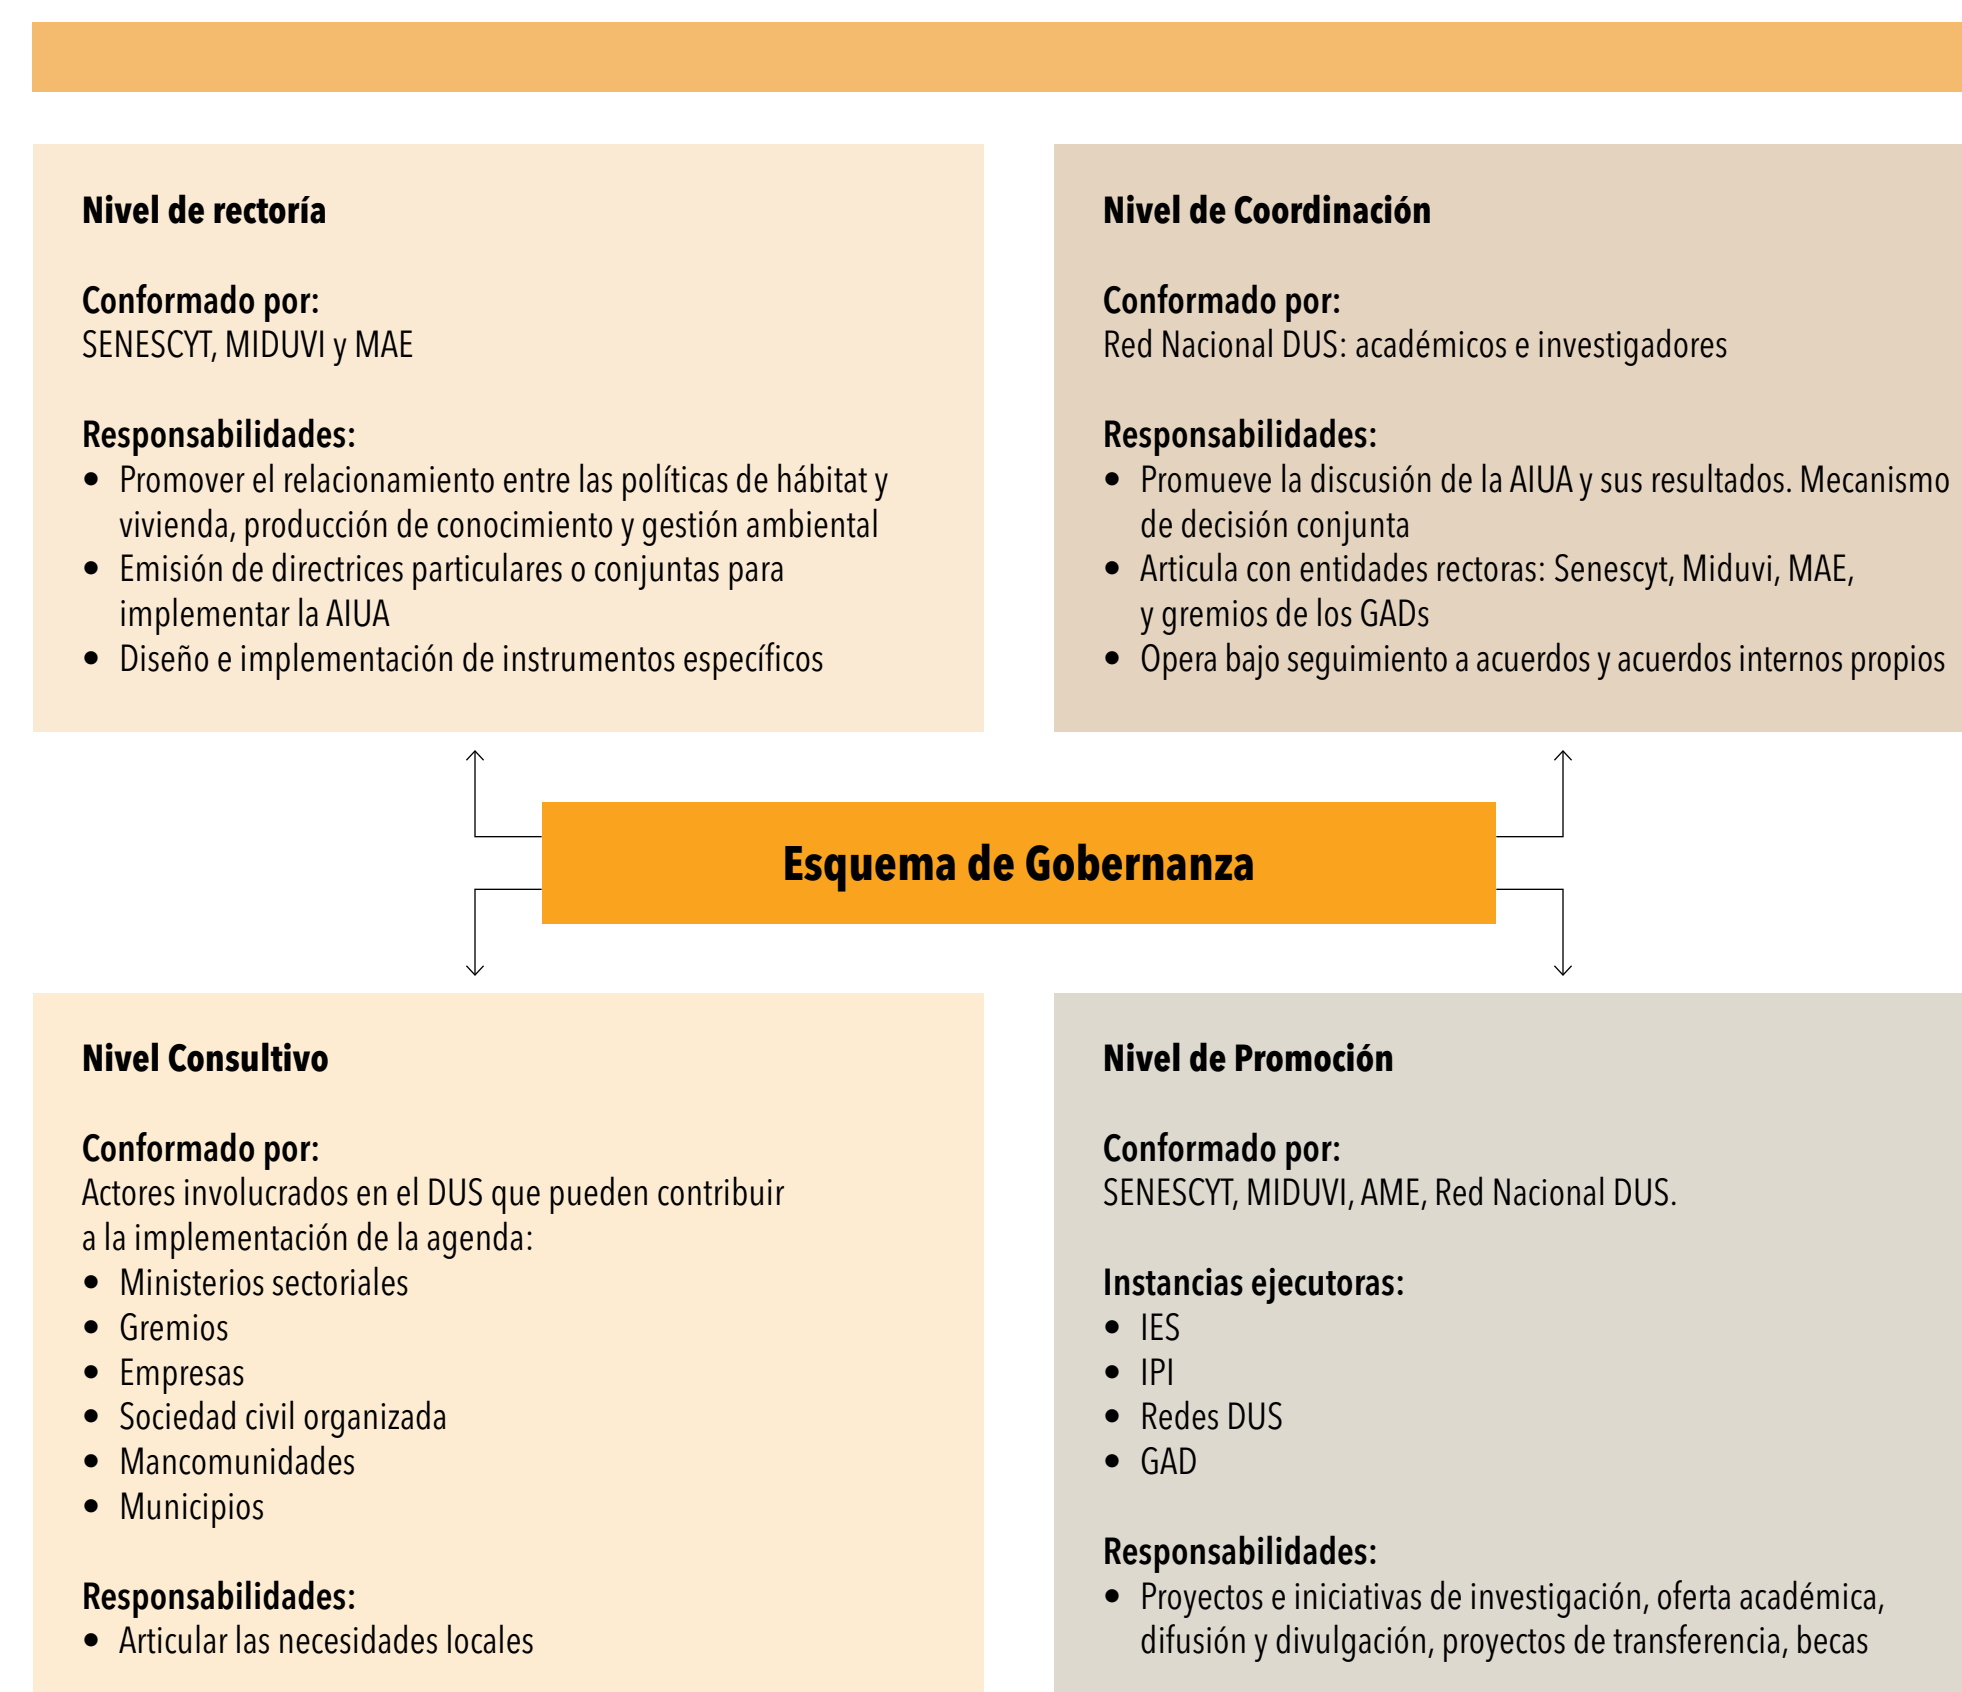 Nivel de rectoría
Conformado por:
SENESCYT, MIDUVI y MAE
Responsabilidades:
• Promover el relacionamiento entre las políticas de hábitat y
vivienda, producción de conocimiento y gestión ambiental
• Emisión de directrices particulares o conjuntas para
implementar la AIUA
• Diseño e implementación de instrumentos específicos
Nivel de Coordinación
Conformado por:
Red Nacional DUS: académicos e investigadores
Responsabilidades:
• Promueve la discusión de la AIUA y sus resultados. Mecanismo
de decisión conjunta
• Articula con entidades rectoras: Senescyt, Miduvi, MAE,
y gremios de los GADs
• Opera bajo seguimiento a acuerdos y acuerdos internos propios
Esquema de Gobernanza
Nivel Consultivo
Conformado por:
Actores involucrados en el DUS que pueden contribuir
a la implementación de la agenda:
• Ministerios sectoriales
• Gremios
• Empresas
• Sociedad civil organizada
• Mancomunidades
• Municipios
Responsabilidades:
• Articular las necesidades locales
Nivel de Promoción
Conformado por:
SENESCYT, MIDUVI, AME, Red Nacional DUS.
Instancias ejecutoras:
• IES
• IPI
• Redes DUS
• GAD
Responsabilidades:
• Proyectos e iniciativas de investigación, oferta académica,
difusión y divulgación, proyectos de transferencia, becas